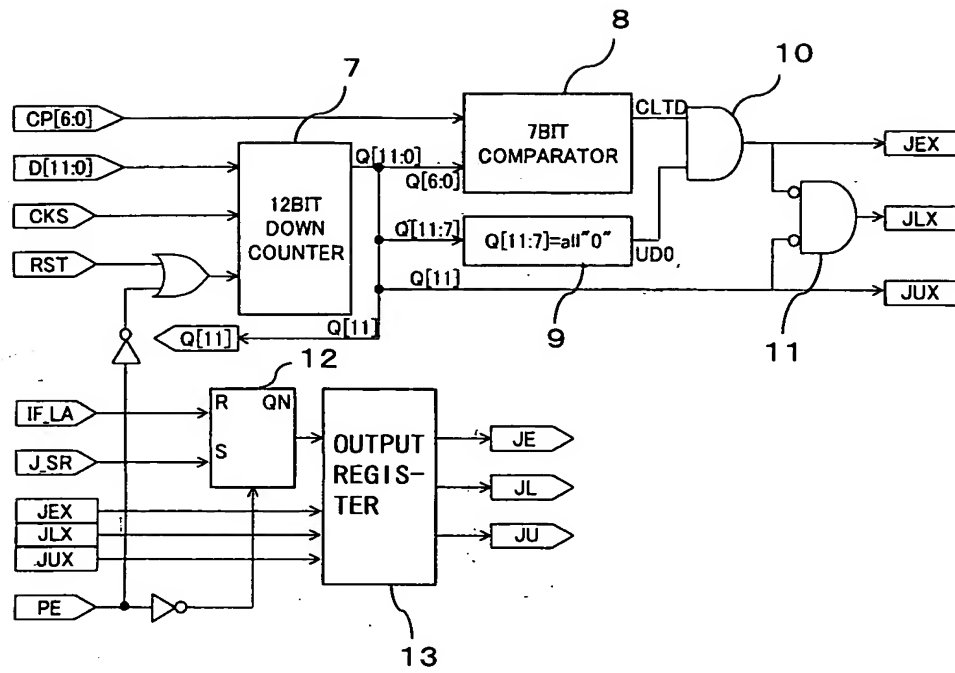 8
10
7
CP[6:0]
7BIT
COMPARATOR
CLTD
JEX
D[11:0]
Q[11:0]
Q[6:0]
12BIT
DOWN
COUNTER
CKS
JLX
Q[11:7]
Q[11:7]=all"0"
UD0
RST
Q[11]
JUX
9
11
Q[11]
Q[11]
12
IF_LA
R
QN
J_SR
S
OUTPUT
REGIS-
TER
JE
JL
JU
JEX
JLX
JUX
PE
13